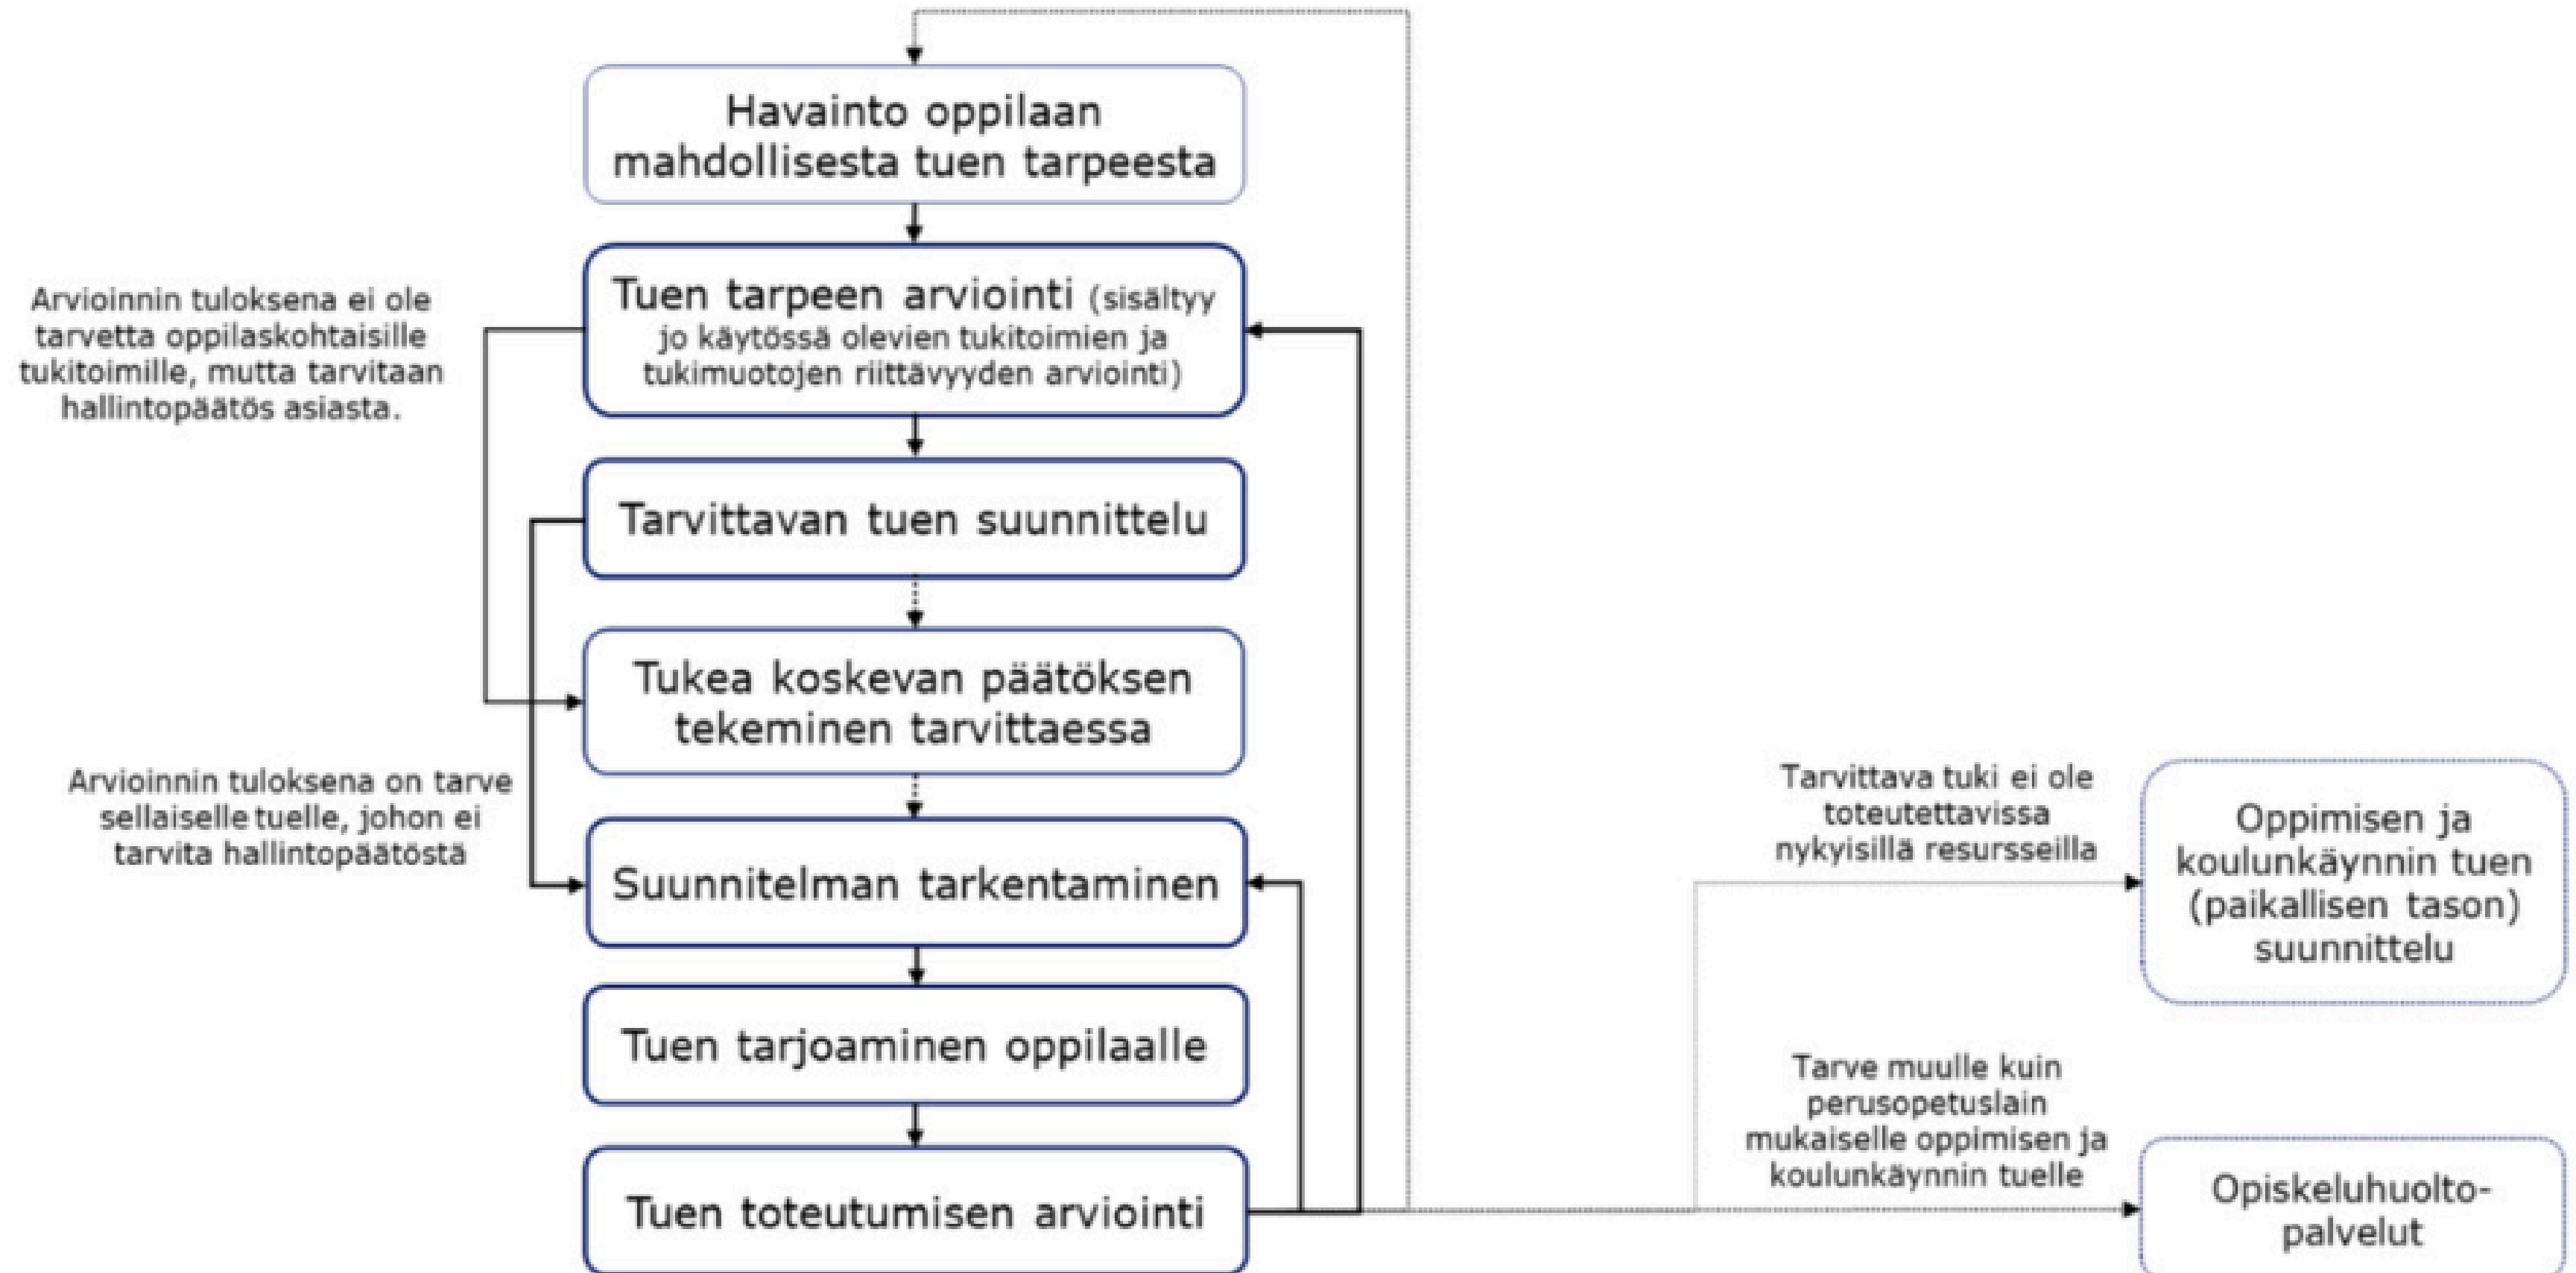 Havainto oppilaan
mahdollisesta tuen tarpeesta
Arvioinnin tuloksena ei ole
tarvetta oppilaskohtaisille
tukitoimille, mutta tarvitaan
hallintopäätös asiasta.
Tuen tarpeen arviointi (sisältyy
jo käytössä olevien tukitoimien ja
tukimuotojen riittävyyden arviointi)
Tarvittavan tuen suunnittelu
Tukea koskevan päätöksen
tekeminen tarvittaessa
Arvioinnin tuloksena on tarve
sellaiselle tuelle, johon ei
tarvita hallintopäätöstä
Suunnitelman tarkentaminen
Tuen tarjoaminen oppilaalle
Tuen toteutumisen arviointi
Tarvittava tuki ei ole
toteutettavissa
nykyisillä resursseilla
Oppimisen ja
koulunkäynnin tuen
(paikallisen tason)
suunnittelu
Tarve muulle kuin
perusopetuslain
mukaiselle oppimisen ja
koulunkäynnin tuelle
Opiskeluhuolto-
palvelut